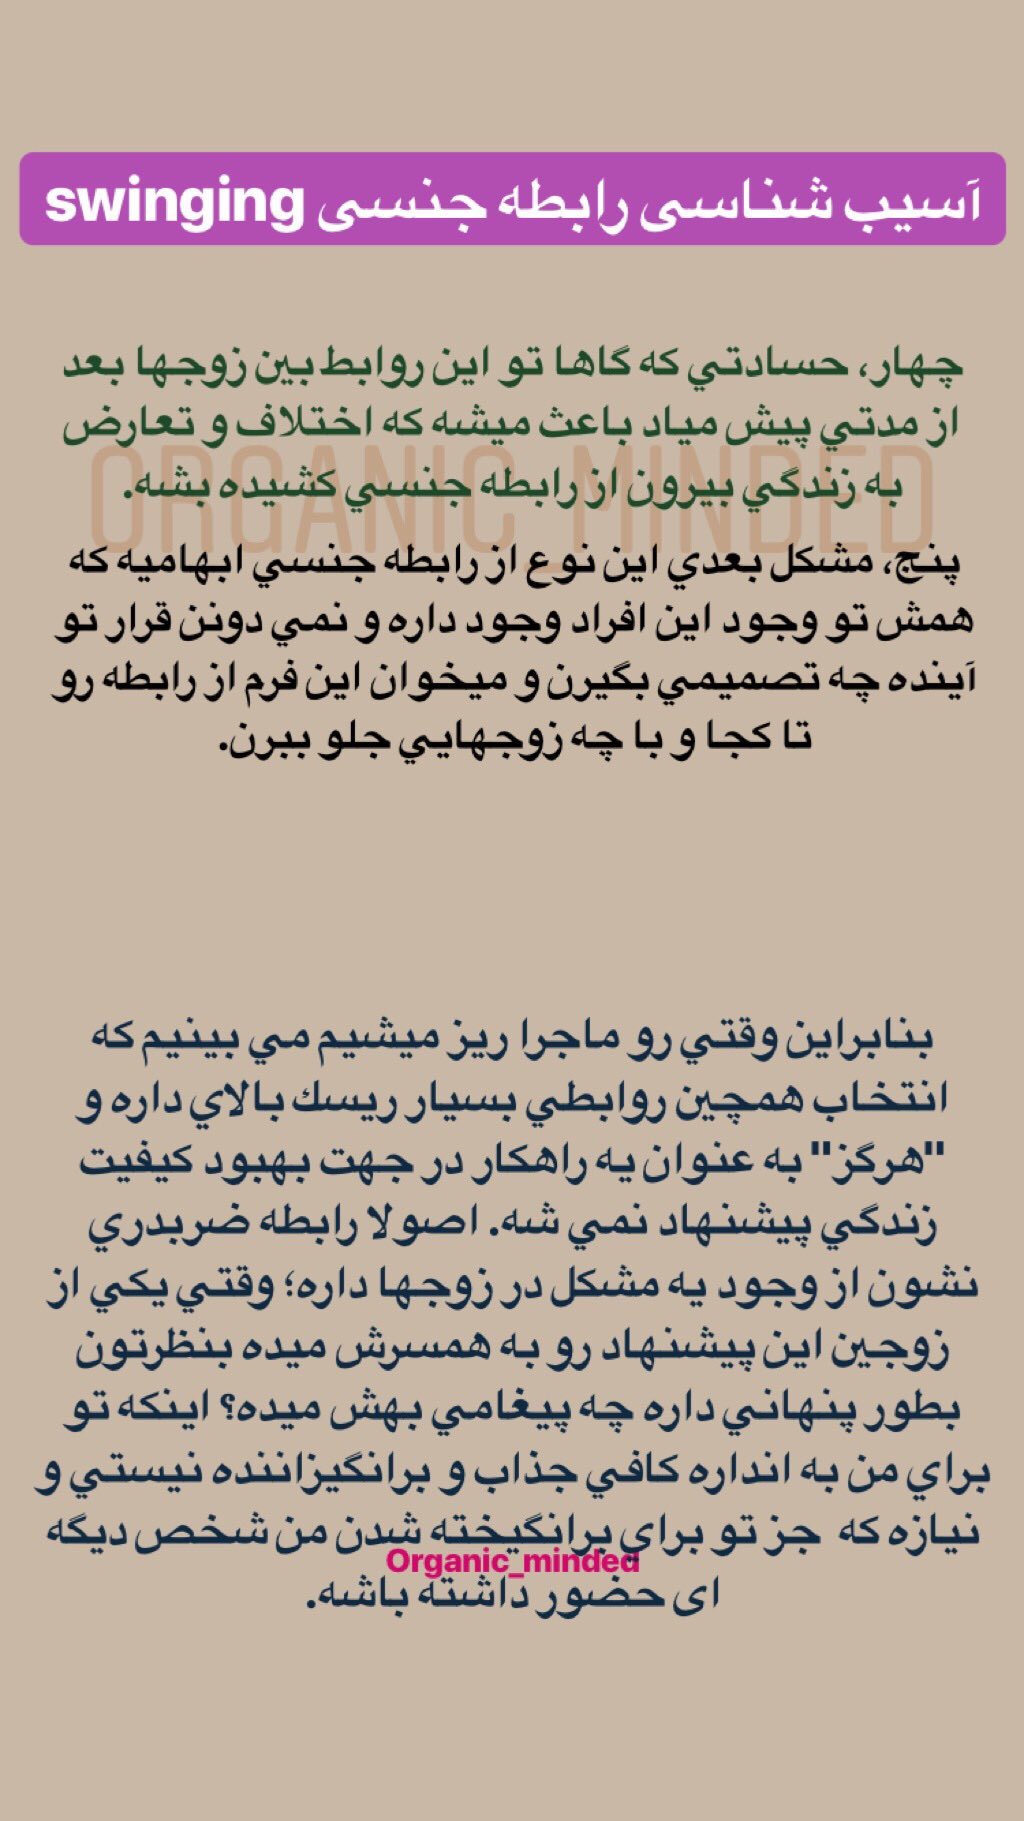 آسیب شناسی رابطه جنسی swinging
چهار، حسادتي كه گاها تو اين روابط بين زوجها بعد
از مدتي پيش مياد باعث ميشه كه اختلاف و تعارض
به زندگي بيرون از رابطه جنسي كشيده بشه.
ORGANIC_MINDED
پنج، مشكل بعدي اين نوع از رابطه جنسي ابهاميه كه
همش تو وجود اين افراد وجود داره و نمي دونن قرار تو
آينده چه تصميمي بگيرن و ميخوان اين فرم از رابطه رو
تا كجا و با چه زوجهايي جلو ببرن.
بنابراين وقتي رو ماجرا ريز ميشيم مي بينيم كه
انتخاب همچين روابطي بسيار ريسك بالاي داره و
"هرگز" به عنوان يه راهكار در جهت بهبود كيفيت
زندگي پيشنهاد نمي شه. اصولا رابطه ضربدري
نشون از وجود يه مشكل در زوجها داره؛ وقتي يكي از
زوجين اين پيشنهاد رو به همسرش ميده بنظرتون
بطور پنهاني داره چه پيغامي بهش ميده؟ اينكه تو
براي من به انداره كافي جذاب و برانگيزاننده نيستي و
نيازه كه جز تو براي برانگيخته شدن من شخص ديگه
ای حضور داشته باشه.
Organic_minded